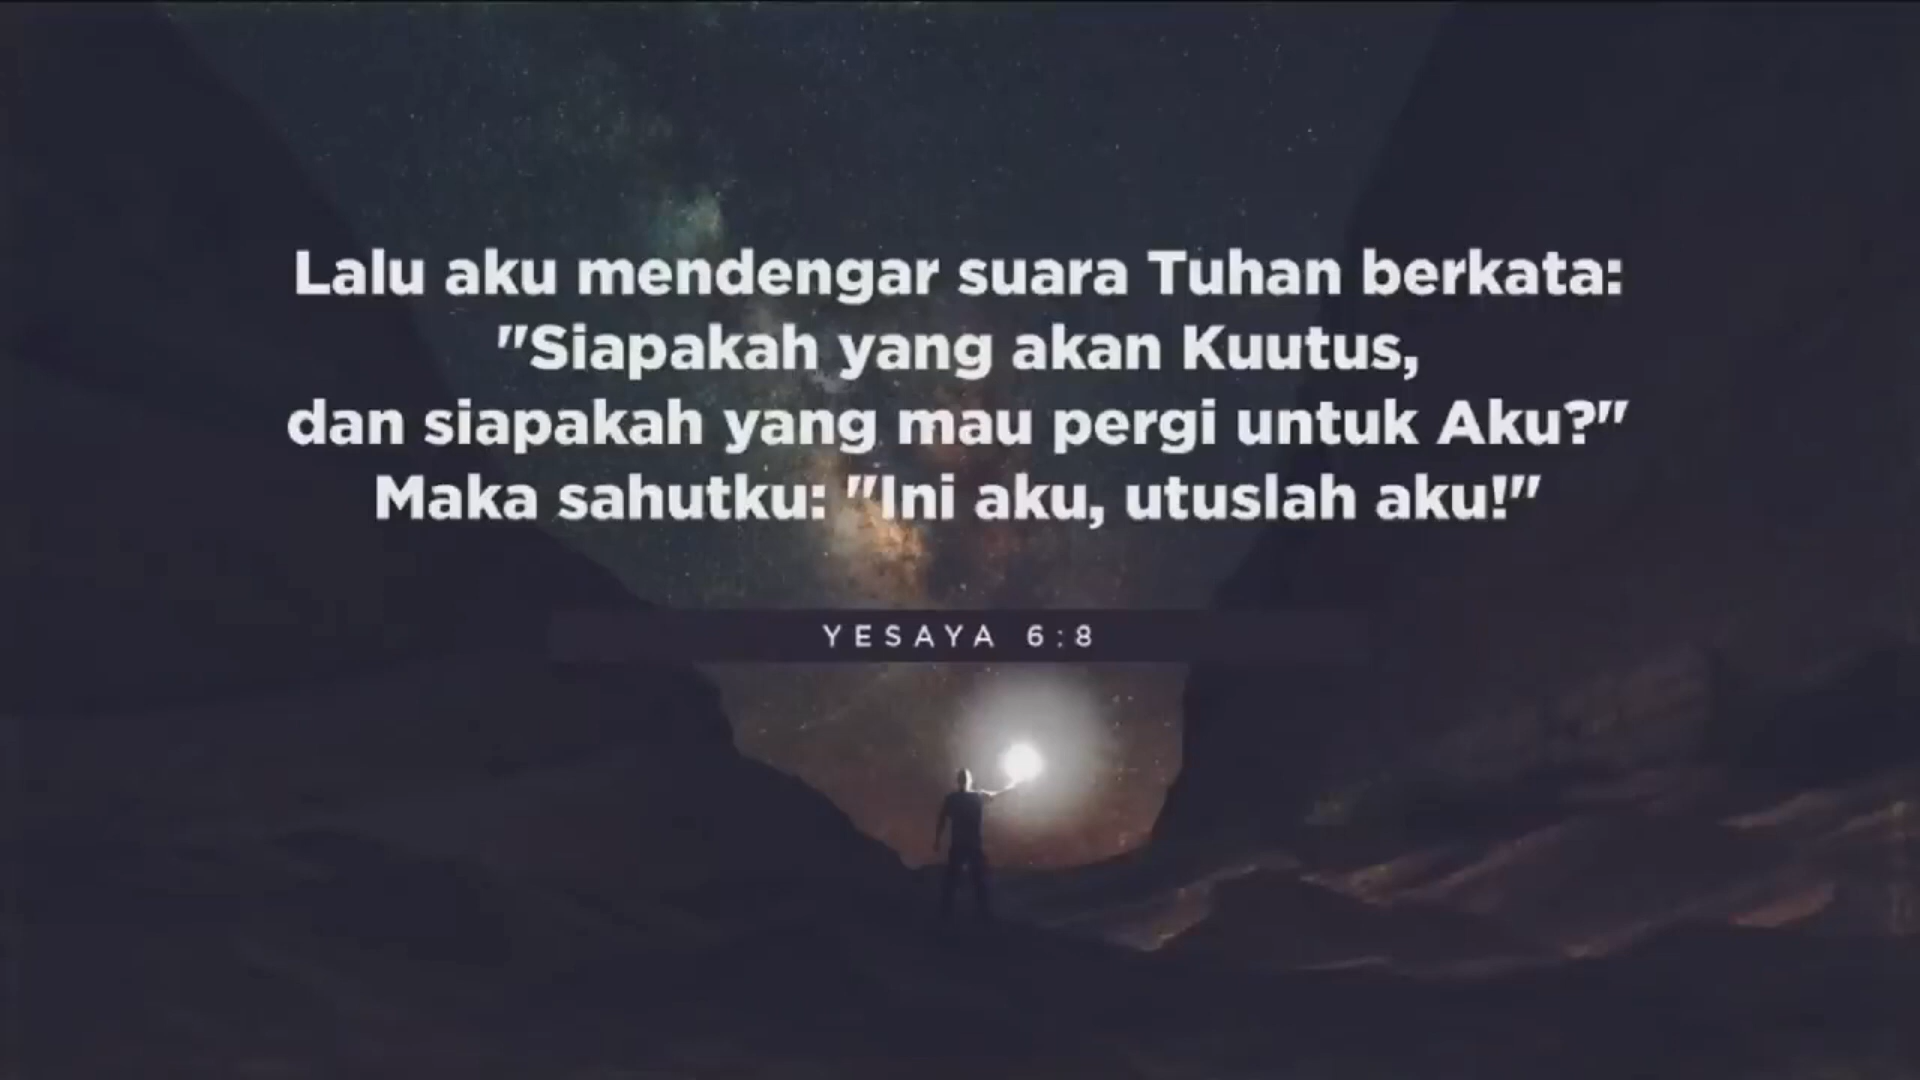 Lalu aku mendengar suara Tuhan berkata:
"Siapakah yang akan Kuutus,
dan siapakah yang mau pergi untuk Aku?"
Maka sahutku: "Ini aku, utuslah aku!"
YESAYA 6:8